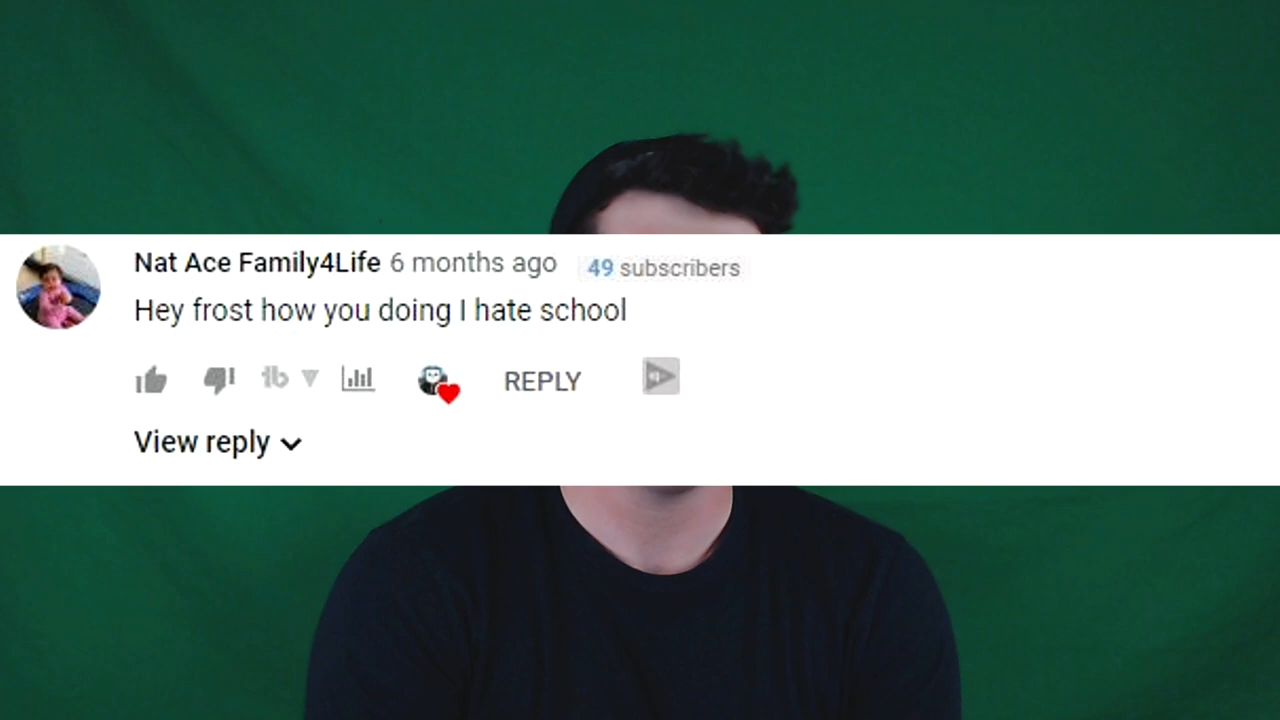 Nat Ace Family4Life 6 months ago 49 subscribers
Hey frost how you doing I hate school
REPLY
View reply